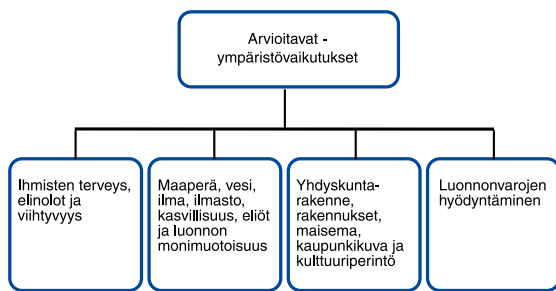 Arvioitavat -
ympäristövaikutukset
Ihmisten terveys,
elinolot ja
viihtyvyys
Maaperä, vesi,
ilma, ilmasto,
kasvillisuus, eliöt
ja luonnon
monimuotoisuus
Yhdyskunta-
rakenne,
rakennukset,
maisema,
kaupunkikuva ja
kulttuuriperintö
Luonnonvarojen
hyödyntäminen